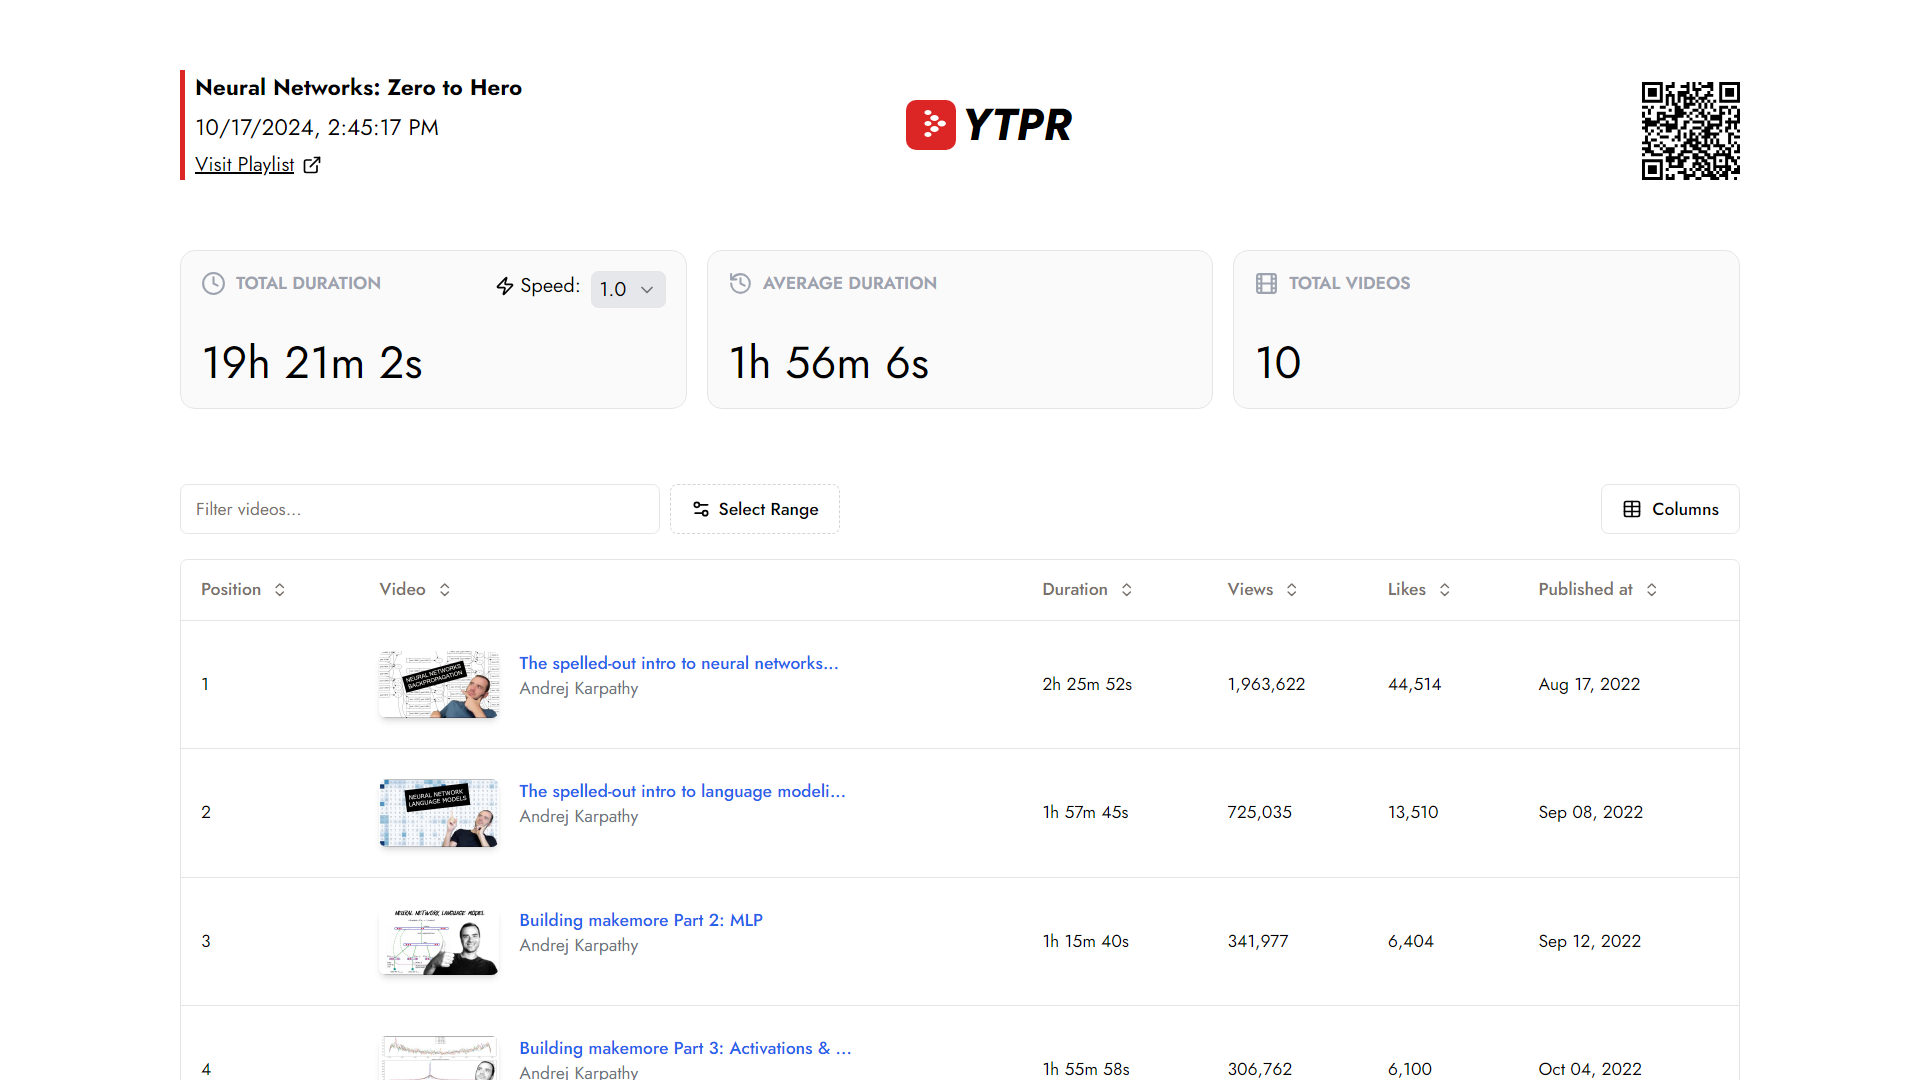 Neural Networks: Zero to Hero
10/17/2024, 2:45:17 PM
Visit Playlist
YTPR
TOTAL DURATION
Speed: 1.0
19h 21m 2s
AVERAGE DURATION
1h 56m 6s
TOTAL VIDEOS
10
Filter videos...
Select Range
Columns
Position Video Duration Views Likes Published at
1
NEURAL NETWORKS
BACKPROPAGATION
The spelled-out intro to neural networks...
Andrej Karpathy
2h 25m 52s 1,963,622 44,514 Aug 17, 2022
2
NEURAL NETWORK
LANGUAGE MODELS
The spelled-out intro to language modeli...
Andrej Karpathy
1h 57m 45s 725,035 13,510 Sep 08, 2022
3
NEURAL NETWORK LANGUAGE MODEL
Building makemore Part 2: MLP
Andrej Karpathy
1h 15m 40s 341,977 6,404 Sep 12, 2022
4
Building makemore Part 3: Activations & ...
Andrej Karpathy
1h 55m 58s 306,762 6,100 Oct 04, 2022